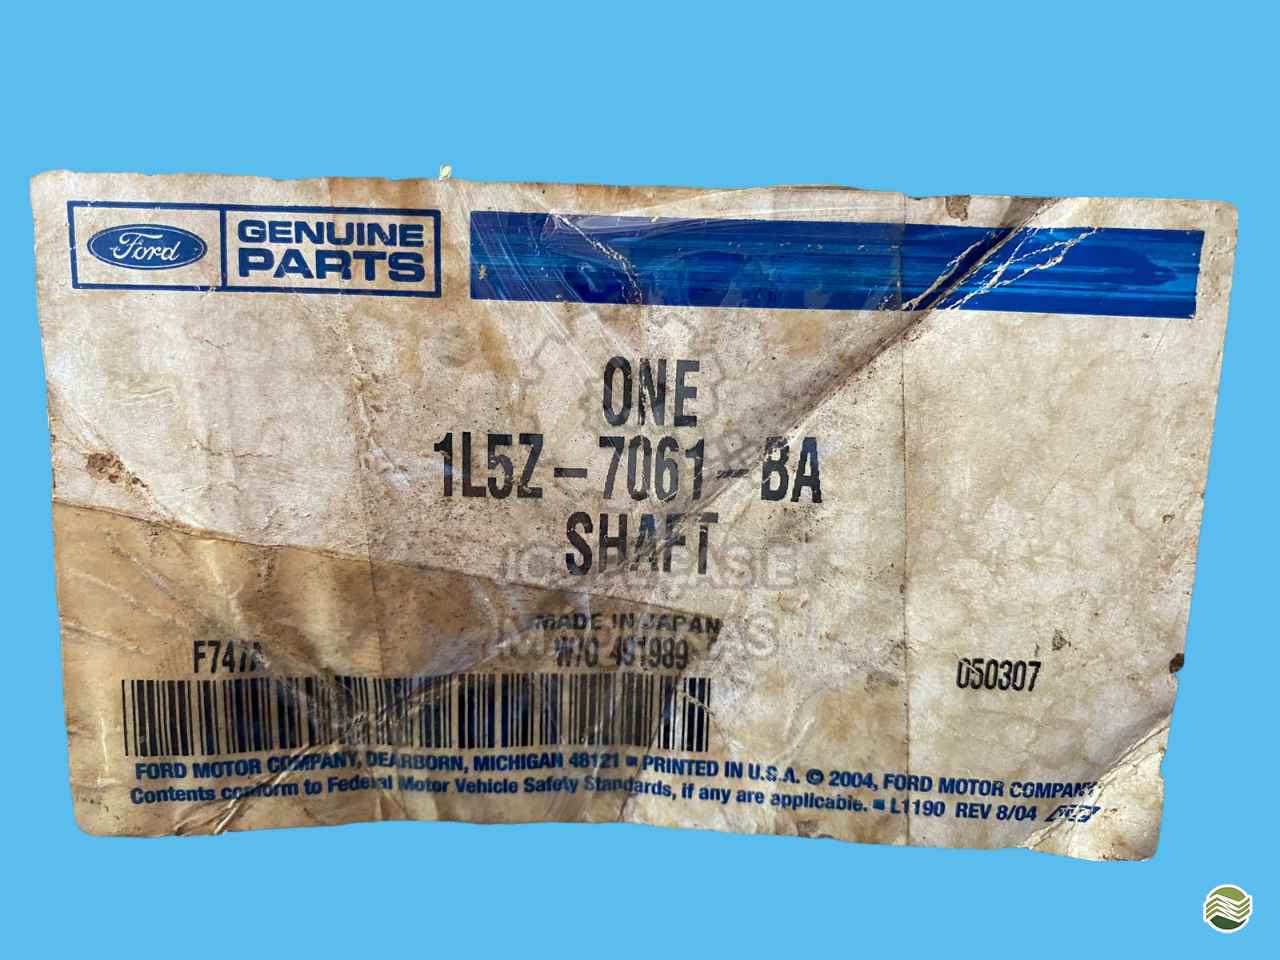 Ford
GENUINE
PARTS
ONE
1L5Z-7061-BA
SHAFT
MADE IN JAPAN
F747A
W/O 491989
050307
FORD MOTOR COMPANY, DEARBORN, MICHIGAN 48121 ▪ PRINTED IN U.S.A. © 2004, FORD MOTOR COMPANY
Contents conform to Federal Motor Vehicle Safety Standards, if any are applicable. ▪ L1190 REV 8/04